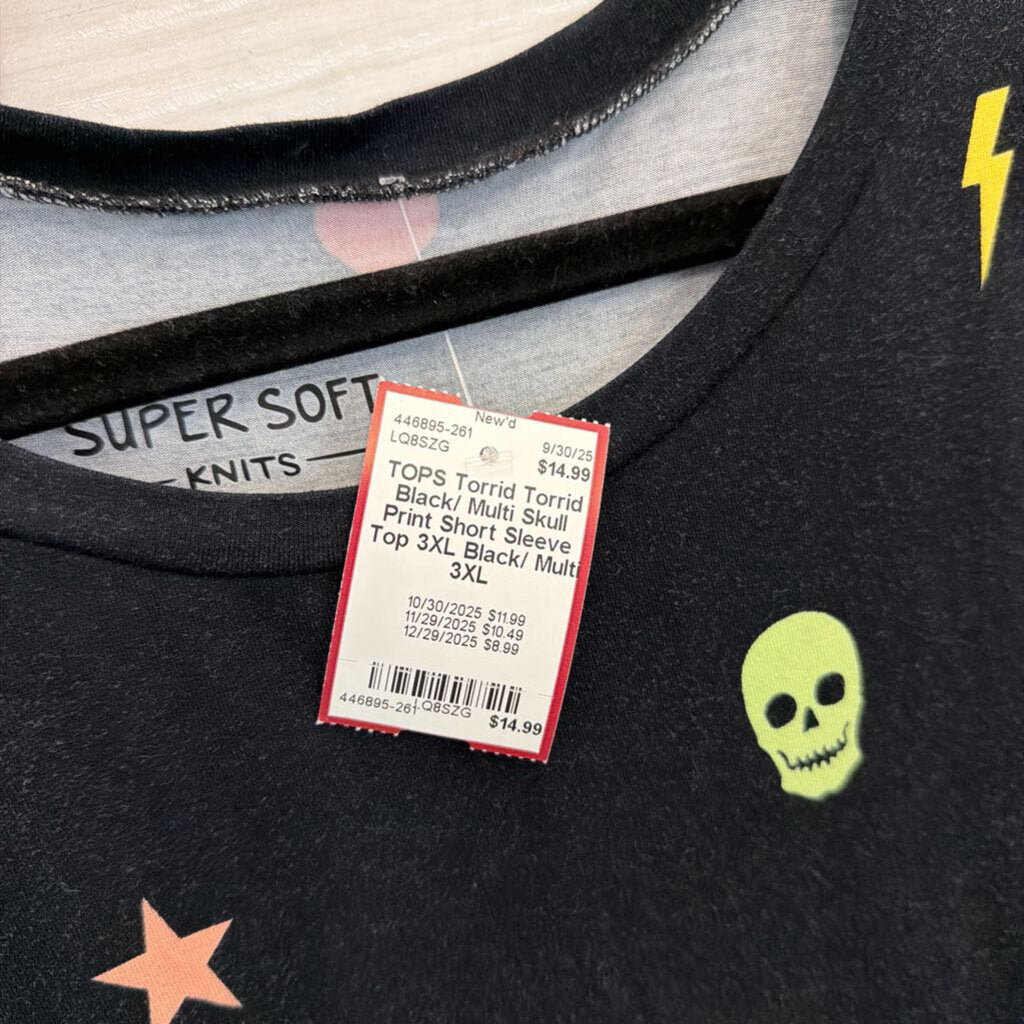 SUPER SOFT
KNITS
New'd
446895-261
LQ8SZG
9/30/25
$14.99
TOPS Torrid Torrid
Black/ Multi Skull
Print Short Sleeve
Top 3XL Black/ Multi
3XL
10/30/2025 $11.99
11/29/2025 $10.49
12/29/2025 $8.99
446895-261-LQ8SZG
$14.99